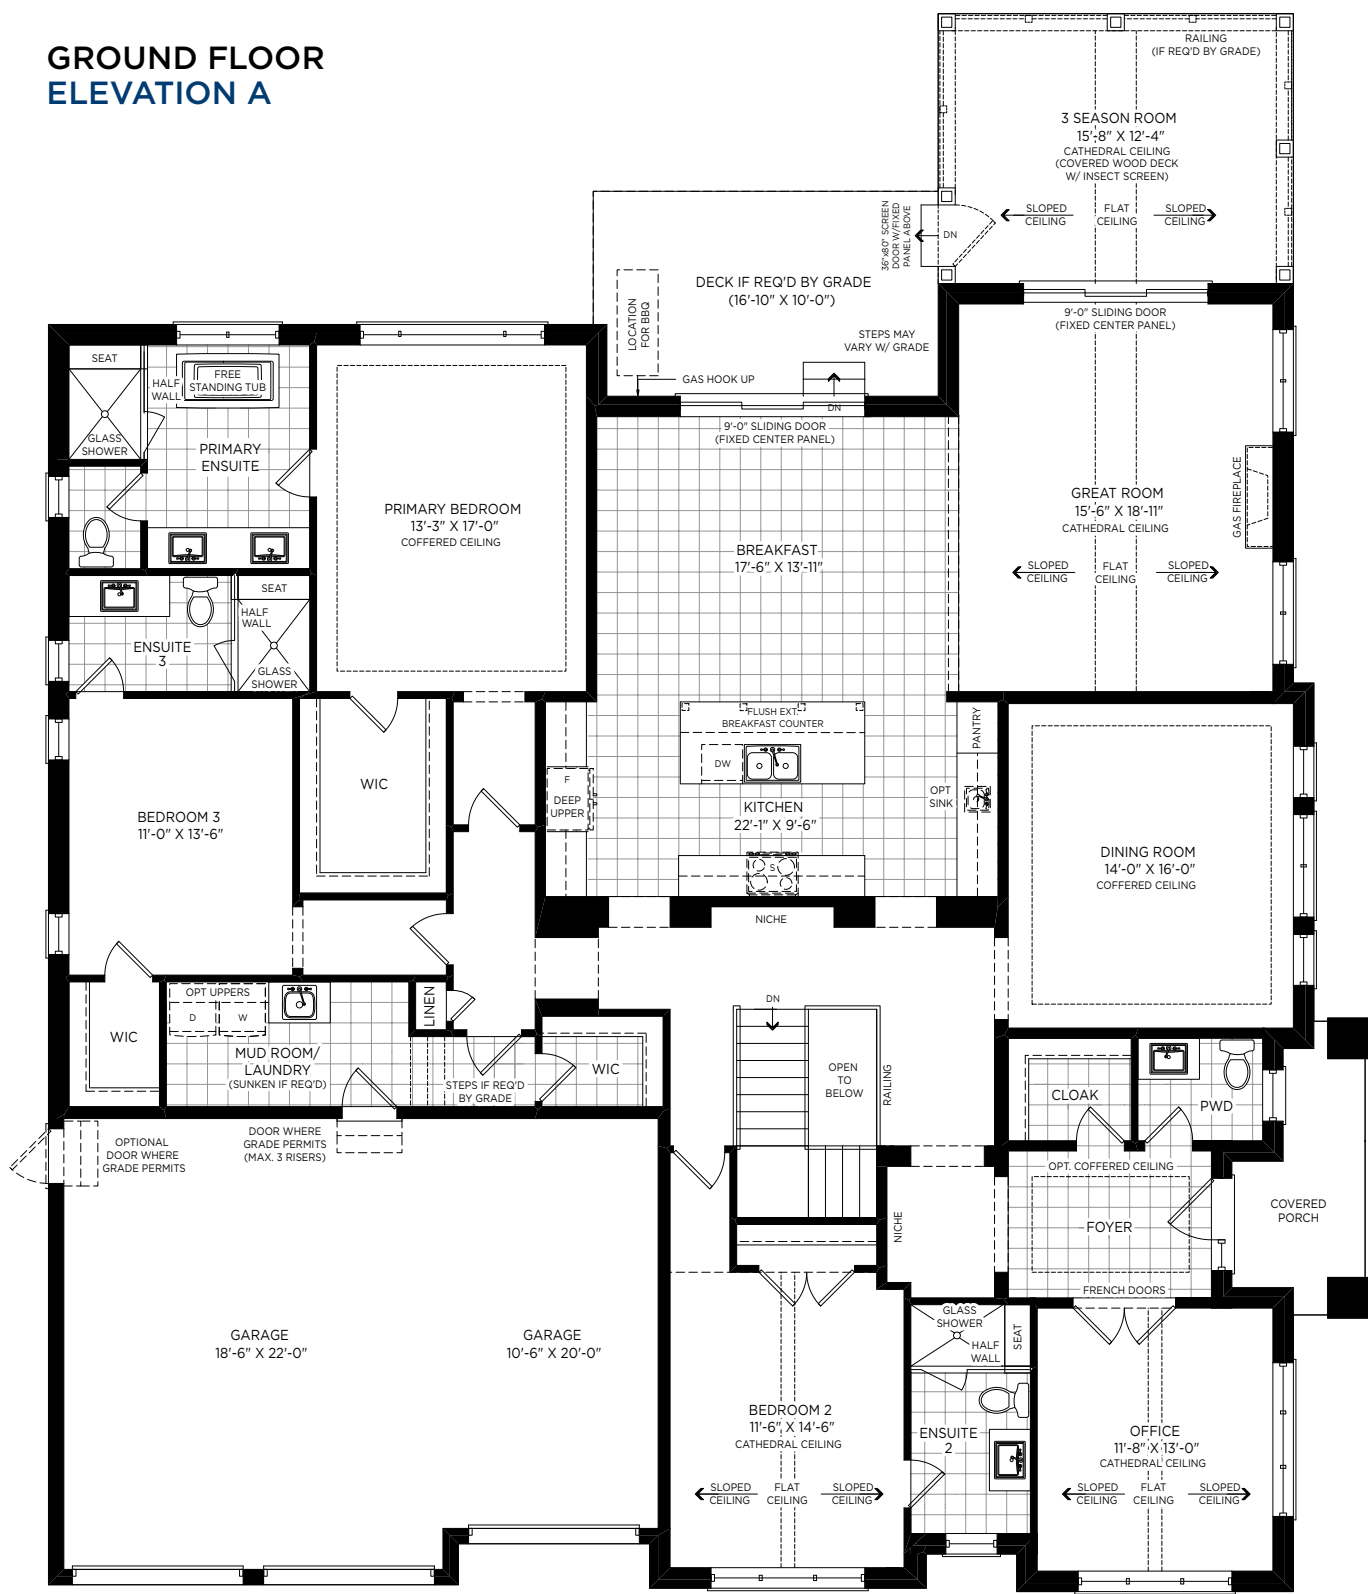 GROUND FLOOR
ELEVATION A
RAILING
(IF REQ'D BY GRADE)
3 SEASON ROOM
15'-8" X 12'-4"
CATHEDRAL CEILING
(COVERED WOOD DECK
W/ INSECT SCREEN)
SLOPED
CEILING
FLAT
CEILING
SLOPED
CEILING
36"x80" SCREEN
DOOR W/FIXED
PANEL ABOVE
DN
DECK IF REQ'D BY GRADE
(16'-10" X 10'-0")
LOCATION
FOR BBQ
STEPS MAY
VARY W/ GRADE
GAS HOOK UP
DN
9'-0" SLIDING DOOR
(FIXED CENTER PANEL)
9'-0" SLIDING DOOR
(FIXED CENTER PANEL)
SEAT
HALF
WALL
FREE
STANDING TUB
GLASS
SHOWER
PRIMARY
ENSUITE
PRIMARY BEDROOM
13'-3" X 17'-0"
COFFERED CEILING
BREAKFAST
17'-6" X 13'-11"
GREAT ROOM
15'-6" X 18'-11"
CATHEDRAL CEILING
GAS FIREPLACE
SLOPED
CEILING
FLAT
CEILING
SLOPED
CEILING
SEAT
HALF
WALL
ENSUITE
3
GLASS
SHOWER
FLUSH EXT.
BREAKFAST COUNTER
PANTRY
DW
F
DEEP
UPPER
OPT
SINK
KITCHEN
22'-1" X 9'-6"
S
WIC
BEDROOM 3
11'-0" X 13'-6"
DINING ROOM
14'-0" X 16'-0"
COFFERED CEILING
NICHE
OPT UPPERS
D
W
LINEN
DN
WIC
MUD ROOM/
LAUNDRY
(SUNKEN IF REQ'D)
STEPS IF REQ'D
BY GRADE
WIC
OPEN
TO
BELOW
RAILING
CLOAK
PWD
OPTIONAL
DOOR WHERE
GRADE PERMITS
DOOR WHERE
GRADE PERMITS
(MAX. 3 RISERS)
OPT. COFFERED CEILING
FOYER
FRENCH DOORS
COVERED
PORCH
NICHE
GARAGE
18'-6" X 22'-0"
GARAGE
10'-6" X 20'-0"
GLASS
SHOWER
HALF
WALL
SEAT
BEDROOM 2
11'-6" X 14'-6"
CATHEDRAL CEILING
ENSUITE
2
OFFICE
11'-8" X 13'-0"
CATHEDRAL CEILING
SLOPED
CEILING
FLAT
CEILING
SLOPED
CEILING
SLOPED
CEILING
FLAT
CEILING
SLOPED
CEILING